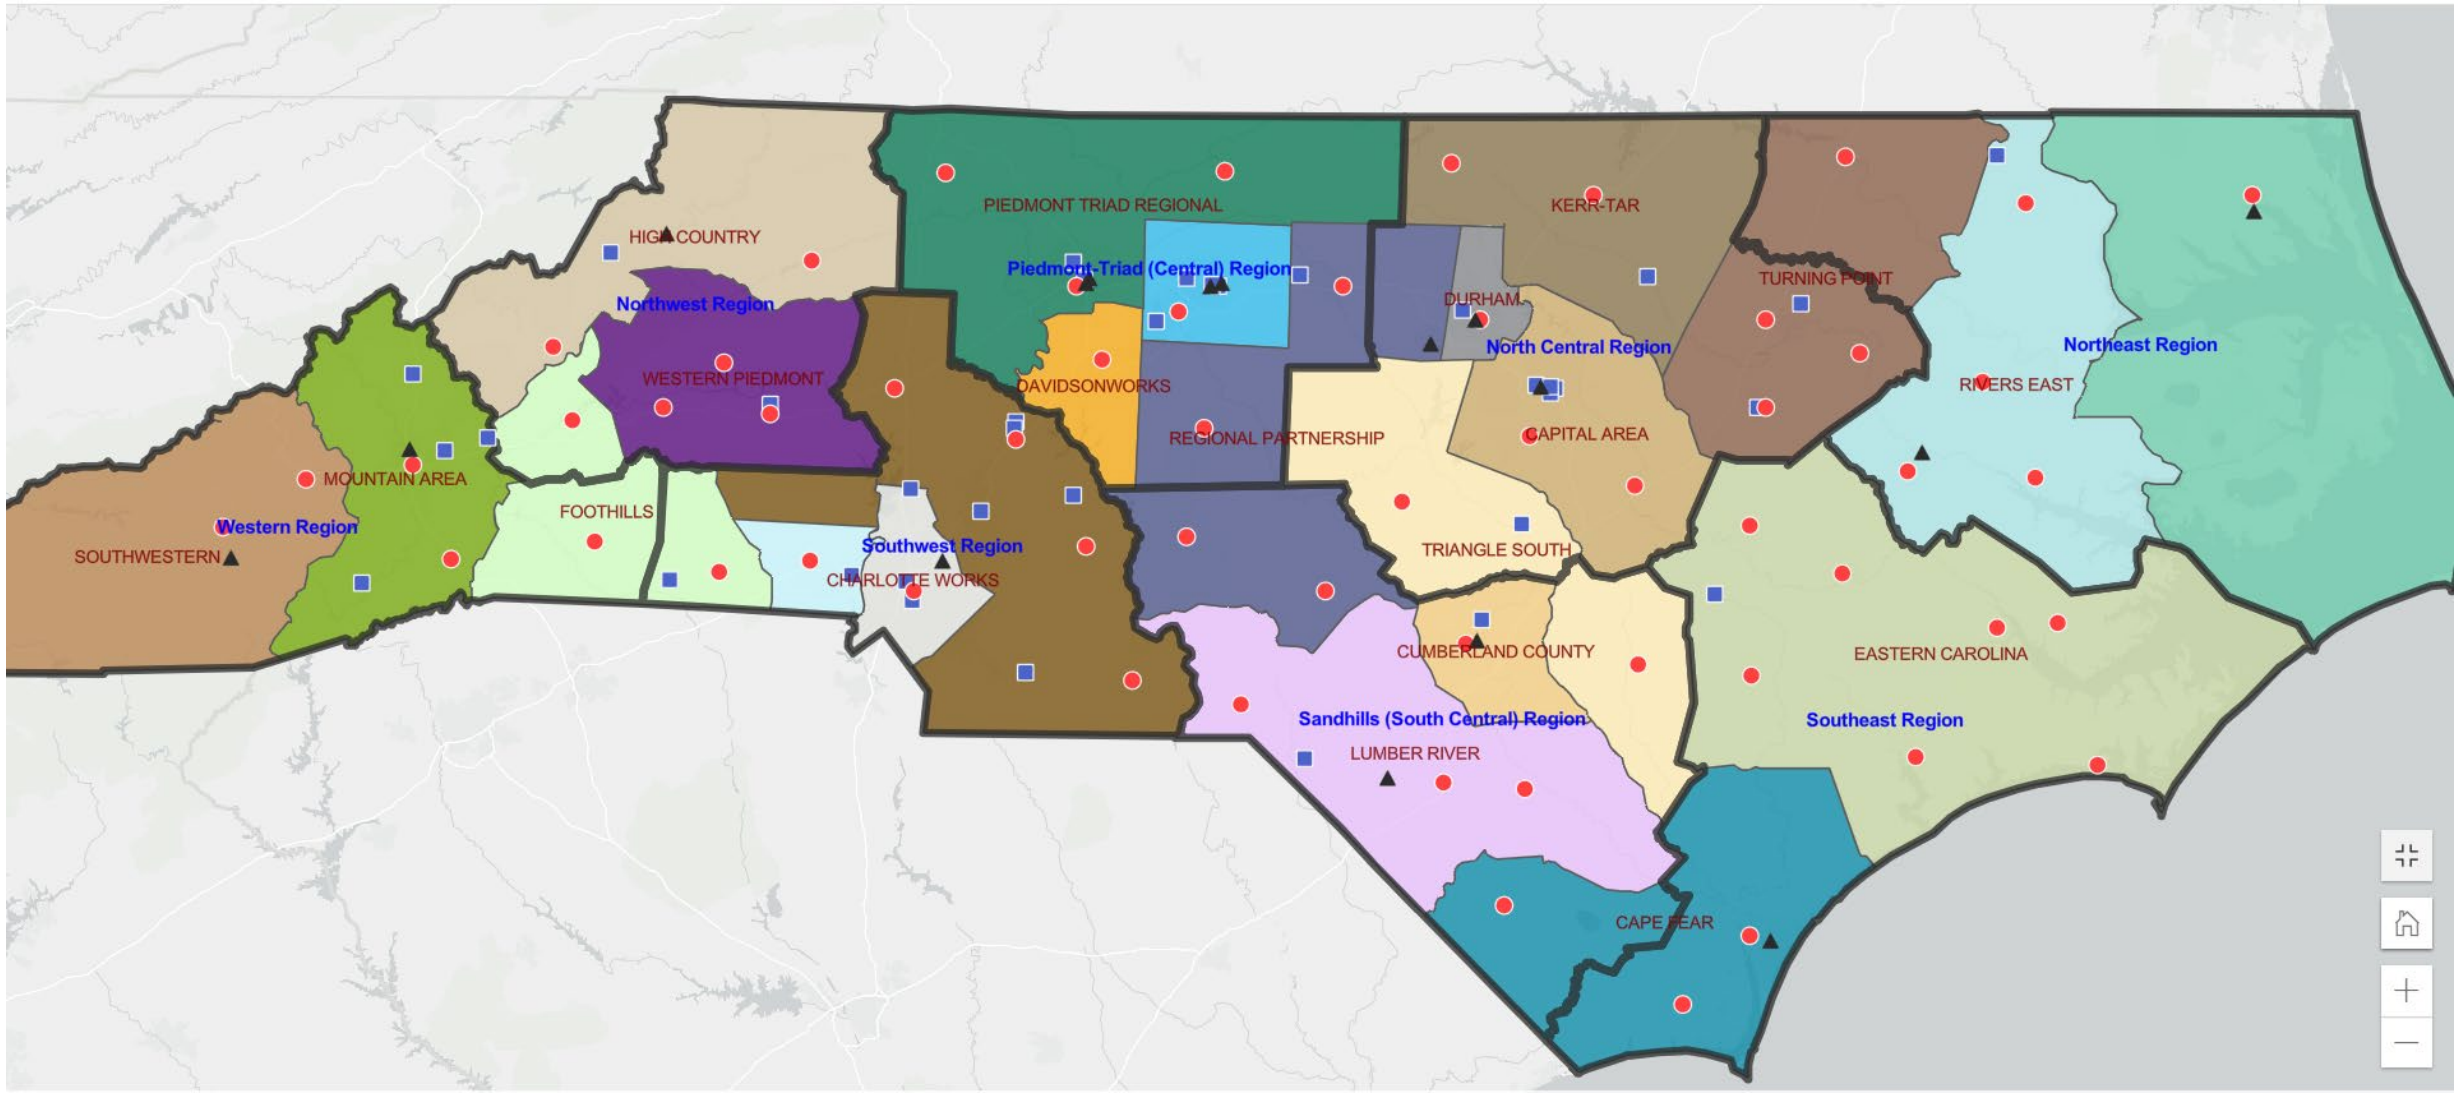 PIEDMONT TRIAD REGIONAL
KERR-TAR
HIGH COUNTRY
Piedmont-Triad (Central) Region
TURNING POINT
Northwest Region
DURHAM
North Central Region
Northeast Region
WESTERN PIEDMONT
DAVIDSONWORKS
RIVERS EAST
REGIONAL PARTNERSHIP
CAPITAL AREA
MOUNTAIN AREA
FOOTHILLS
Western Region
SOUTHWESTERN
Southwest Region
TRIANGLE SOUTH
CHARLOTTE WORKS
CUMBERLAND COUNTY
EASTERN CAROLINA
Sandhills (South Central) Region
Southeast Region
LUMBER RIVER
CAPE FEAR